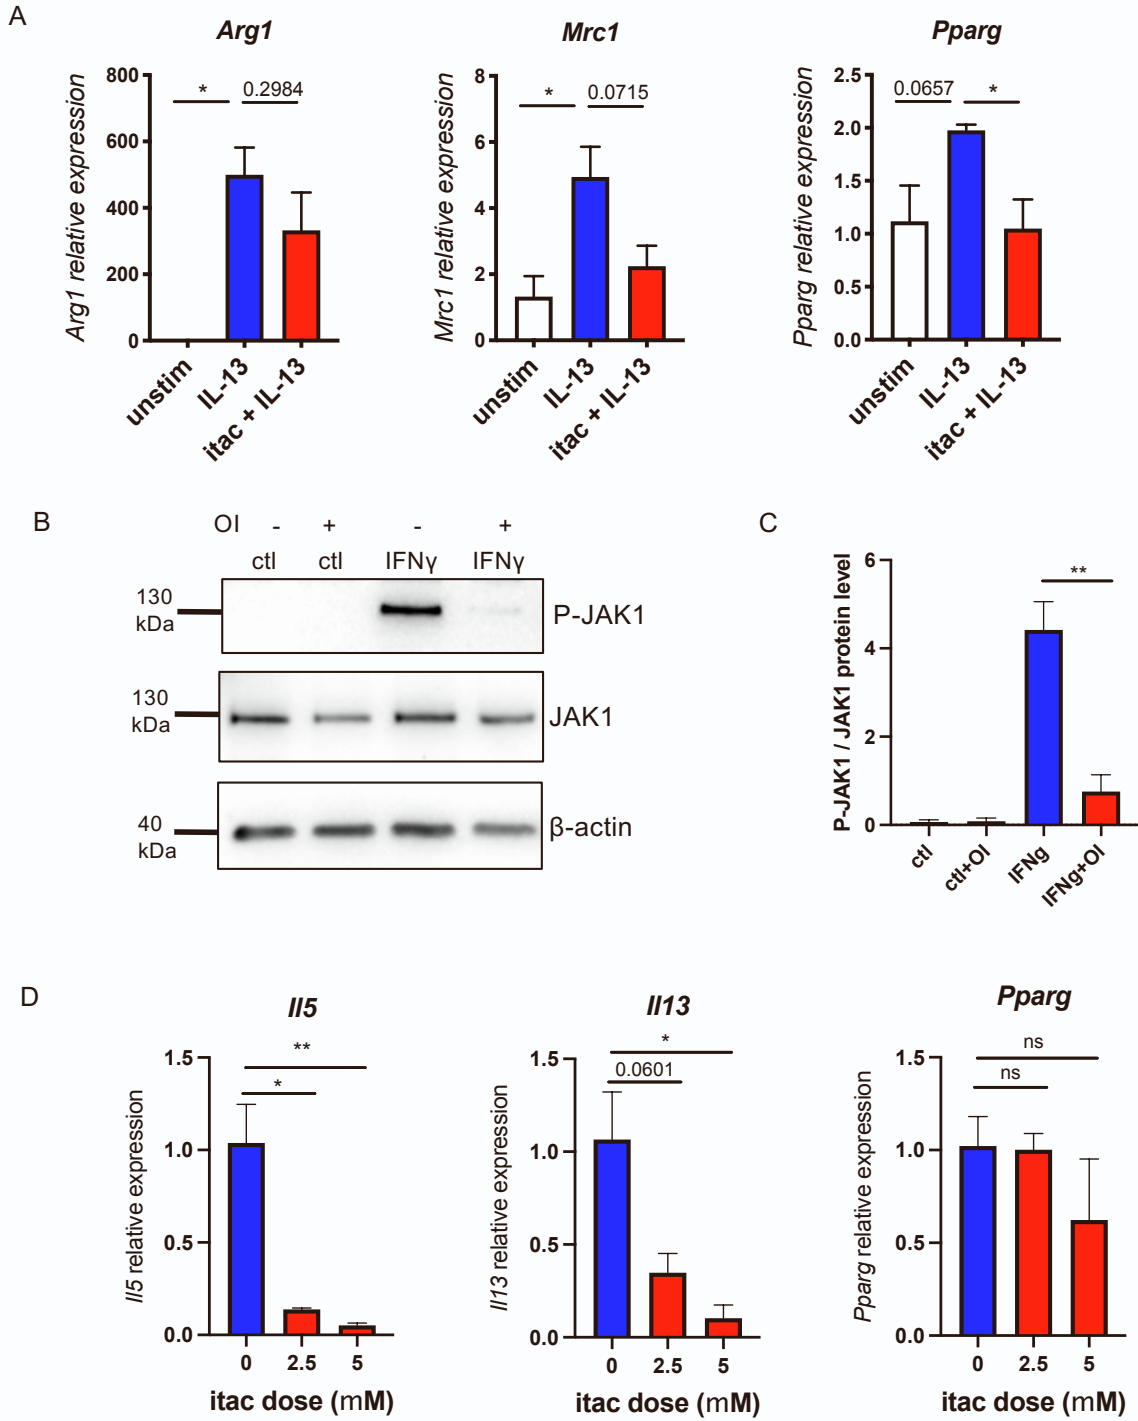 A
Arg1
Mrc1
Pparg
Arg1 relative expression
800
600
400
200
0
*
0.2984
unstim
IL-13
itac + IL-13
Mrc1 relative expression
8
6
4
2
0
*
0.0715
unstim
IL-13
itac + IL-13
Pparg relative expression
2.5
2.0
1.5
1.0
0.5
0.0
0.0657
*
unstim
IL-13
itac + IL-13
B
OI - + - +
ctl ctl IFNγ IFNγ
130
kDa
P-JAK1
130
kDa
JAK1
40
kDa
β-actin
C
P-JAK1 / JAK1 protein level
6
4
2
0
**
ctl
ctl+OI
IFNg
IFNg+OI
D
Il5
Il5 relative expression
1.5
1.0
0.5
0.0
**
*
0 2.5 5
itac dose (mM)
Il13
Il13 relative expression
1.5
1.0
0.5
0.0
*
0.0601
0 2.5 5
itac dose (mM)
Pparg
Pparg relative expression
1.5
1.0
0.5
0.0
ns
ns
0 2.5 5
itac dose (mM)